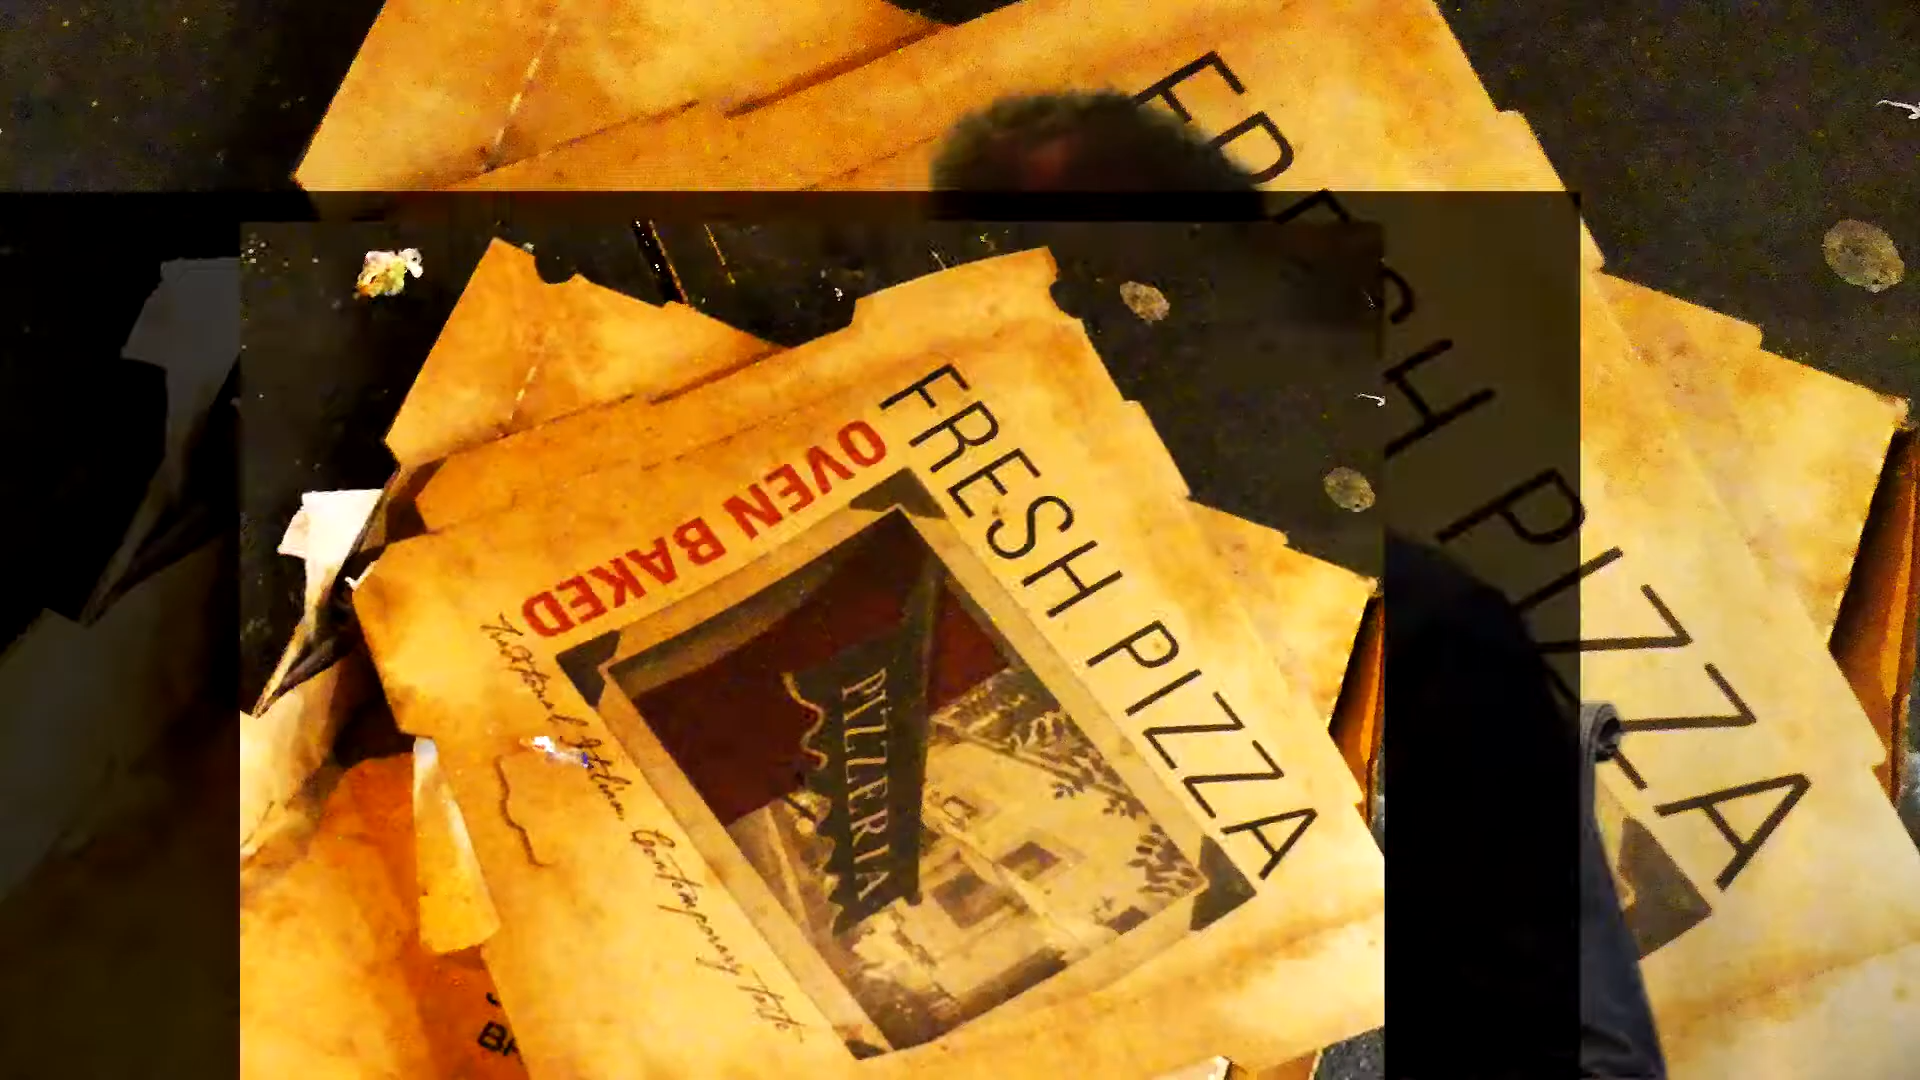 FRESH PIZZA
OVEN BAKED
PIZZERIA
Traditional Italian Contemporary taste
FRESH PIZZA